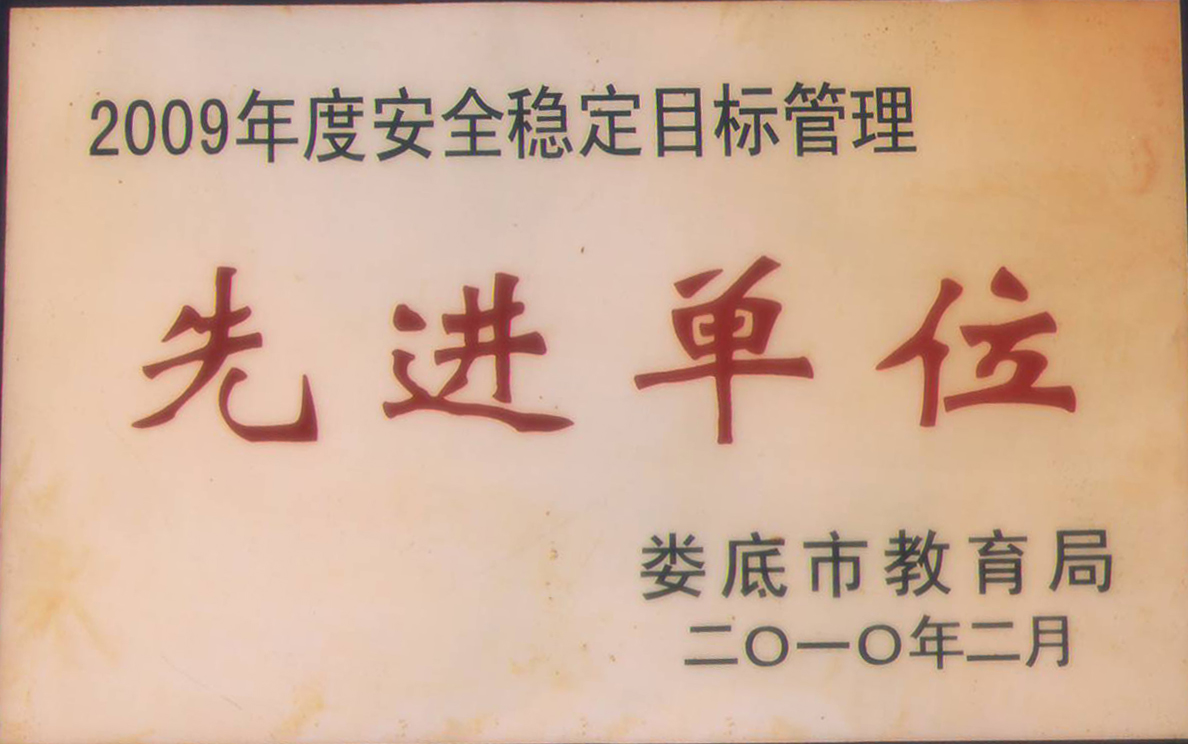 2009年度安全稳定目标管理
先进单位
娄底市教育局
二〇一〇年二月